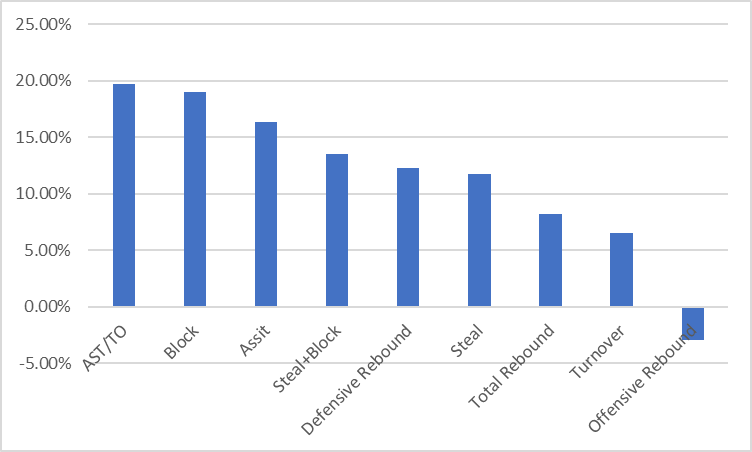 25.00%
20.00%
15.00%
10.00%
5.00%
0.00%
-5.00%
AST/TO
Block
Assit
Steal+Block
Defensive Rebound
Steal
Total Rebound
Turnover
Offensive Rebound